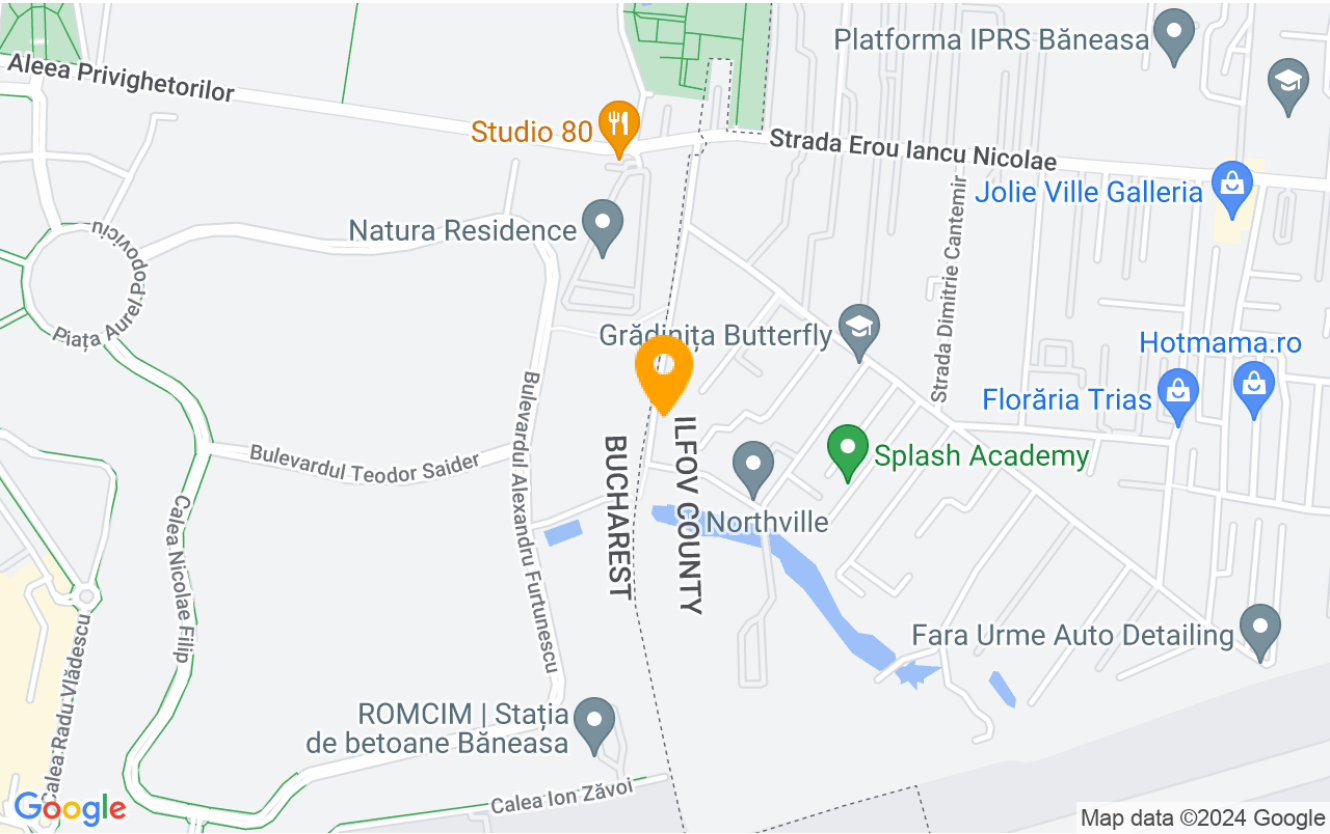 Platforma IPRS Băneasa
Aleea Privighetorilor
Studio 80
Strada Erou Iancu Nicolae
Jolie Ville Galleria
Strada Dimitrie Cantemir
Natura Residence
Piața Aurel Popoviciu
Grădinița Butterfly
Hotmama.ro
Florăria Trias
Bulevardul Alexandru Furtunescu
Bulevardul Teodor Saider
BUCHAREST
ILFOV COUNTY
Splash Academy
Northville
Calea Nicolae Filip
Calea Radu Vlădescu
Fara Urme Auto Detailing
ROMCIM | Stația
de betoane Băneasa
Calea Ion Zăvoi
Google
Map data ©2024 Google